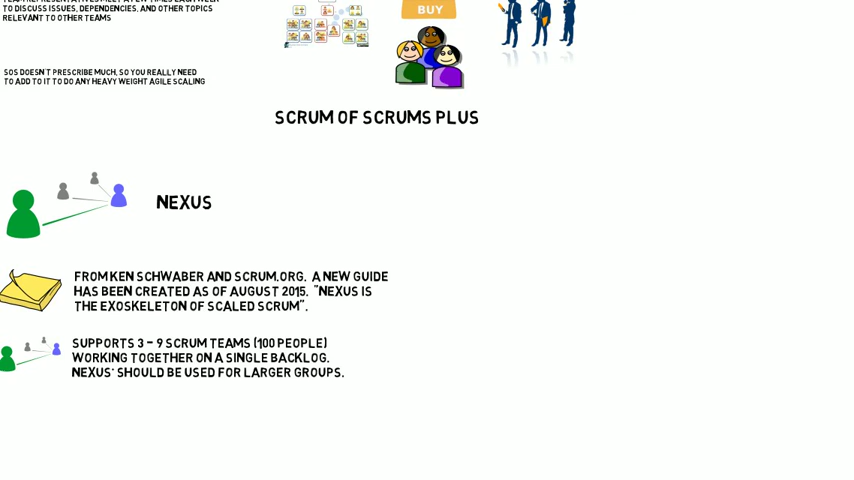 TO DISCUSS ISSUES, DEPENDENCIES, AND OTHER TOPICS
RELEVANT TO OTHER TEAMS
BUY
SOS DOESN'T PRESCRIBE MUCH, SO YOU REALLY NEED
TO ADD TO IT TO DO ANY HEAVY WEIGHT AGILE SCALING
SCRUM OF SCRUMS PLUS
NEXUS
FROM KEN SCHWABER AND SCRUM.ORG. A NEW GUIDE
HAS BEEN CREATED AS OF AUGUST 2015. "NEXUS IS
THE EXOSKELETON OF SCALED SCRUM".
SUPPORTS 3 - 9 SCRUM TEAMS (100 PEOPLE)
WORKING TOGETHER ON A SINGLE BACKLOG.
NEXUS+ SHOULD BE USED FOR LARGER GROUPS.